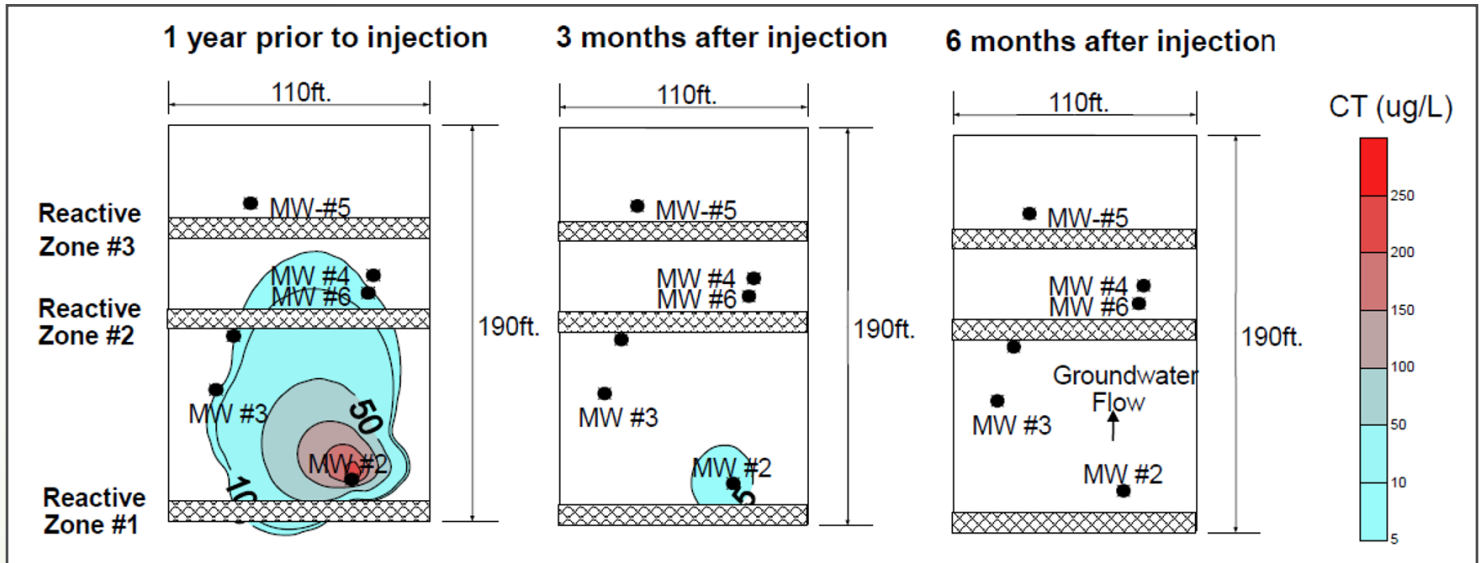 1 year prior to injection
3 months after injection
6 months after injection
110ft.
110ft.
110ft.
CT (ug/L)
Reactive
Zone #3
Reactive
Zone #2
Reactive
Zone #1
MW-#5
MW #4
MW #6
MW #3
50
MW #2
10
190ft.
MW-#5
MW #4
MW #6
MW #3
MW #2
5
190ft.
MW-#5
MW #4
MW #6
Groundwater
Flow
MW #3
MW #2
190ft.
250
200
150
100
50
10
5